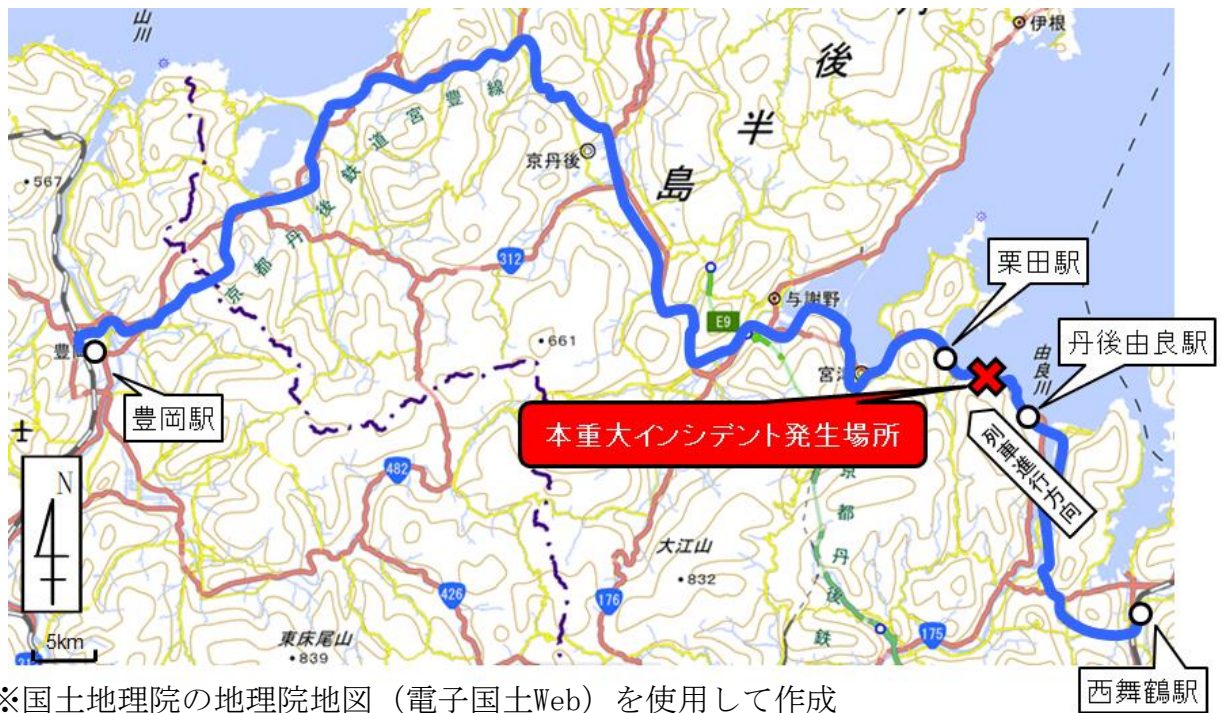 山
川
伊根
後
半
島
京都丹後鉄道宮豊線
京丹後
567
312
栗田駅
与謝野
E9
661
丹後由良駅
由良川
豊岡駅
本重大インシデント発生場所
列車進行方向
N
482
京都丹後鉄
大江山
832
426
176
175
5km
東床尾山
839
西舞鶴駅
※国土地理院の地理院地図（電子国土Web）を使用して作成